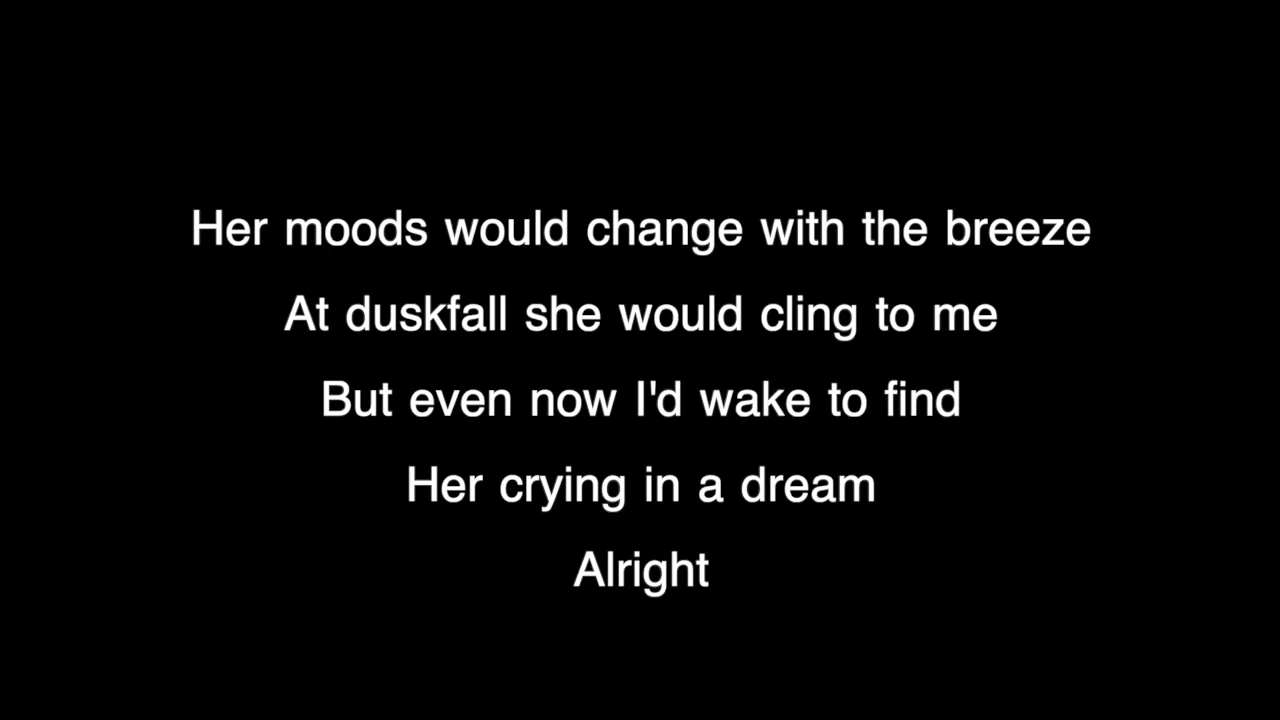 Her moods would change with the breeze
At duskfall she would cling to me
But even now I'd wake to find
Her crying in a dream
Alright